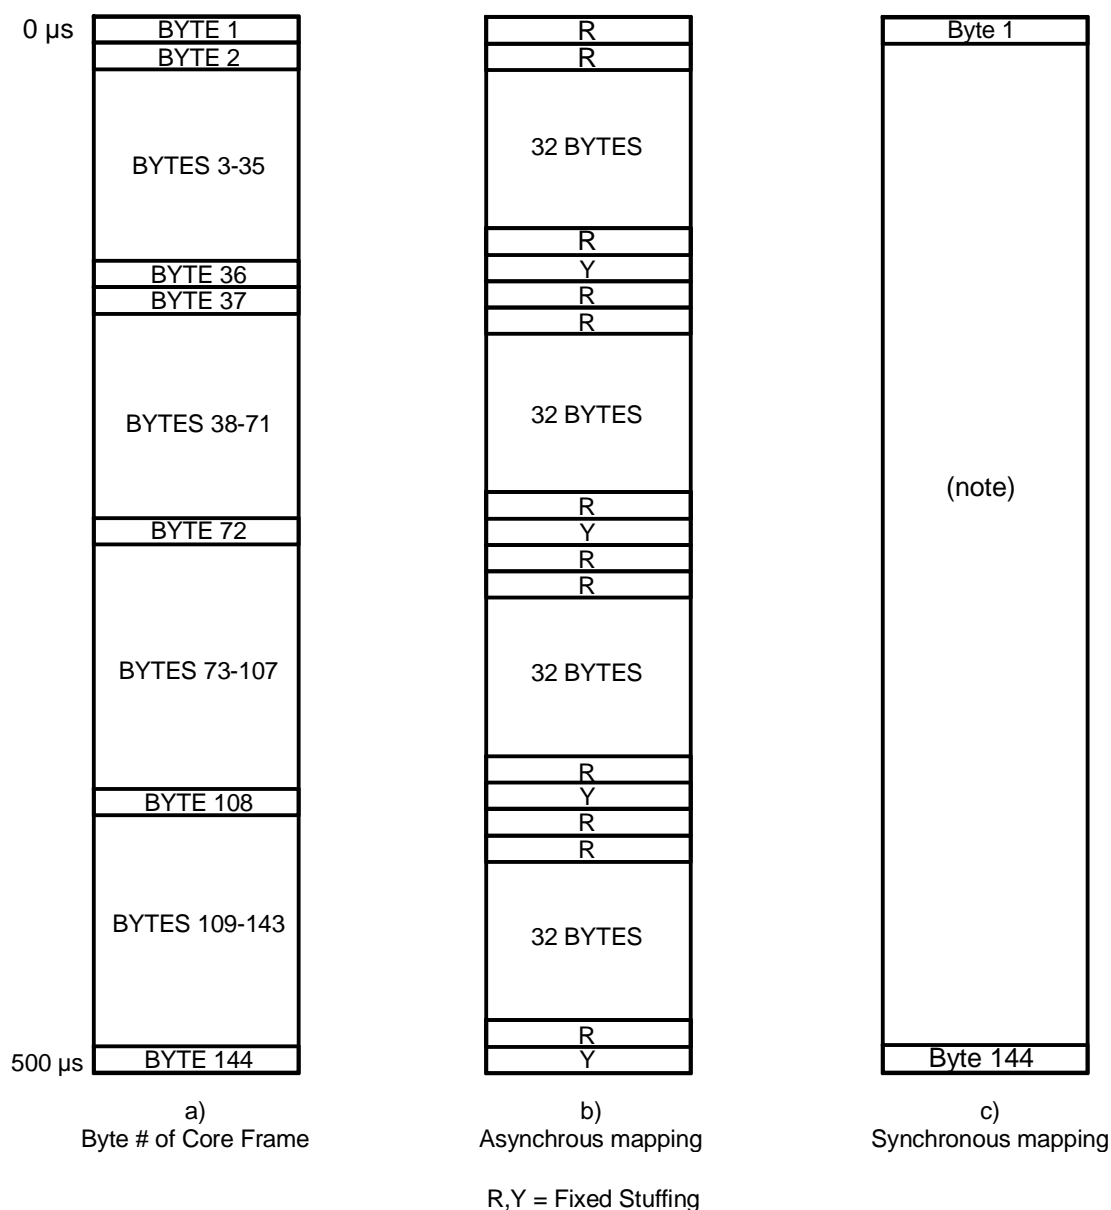 0 µs
BYTE 1
BYTE 2
BYTES 3-35
BYTE 36
BYTE 37
BYTES 38-71
BYTE 72
BYTES 73-107
BYTE 108
BYTES 109-143
500 µs
BYTE 144
a)
Byte # of Core Frame
R
R
32 BYTES
R
Y
R
R
32 BYTES
R
Y
R
R
32 BYTES
R
Y
R
R
32 BYTES
R
Y
b)
Asynchrous mapping
Byte 1
(note)
Byte 144
c)
Synchronous mapping
R,Y = Fixed Stuffing